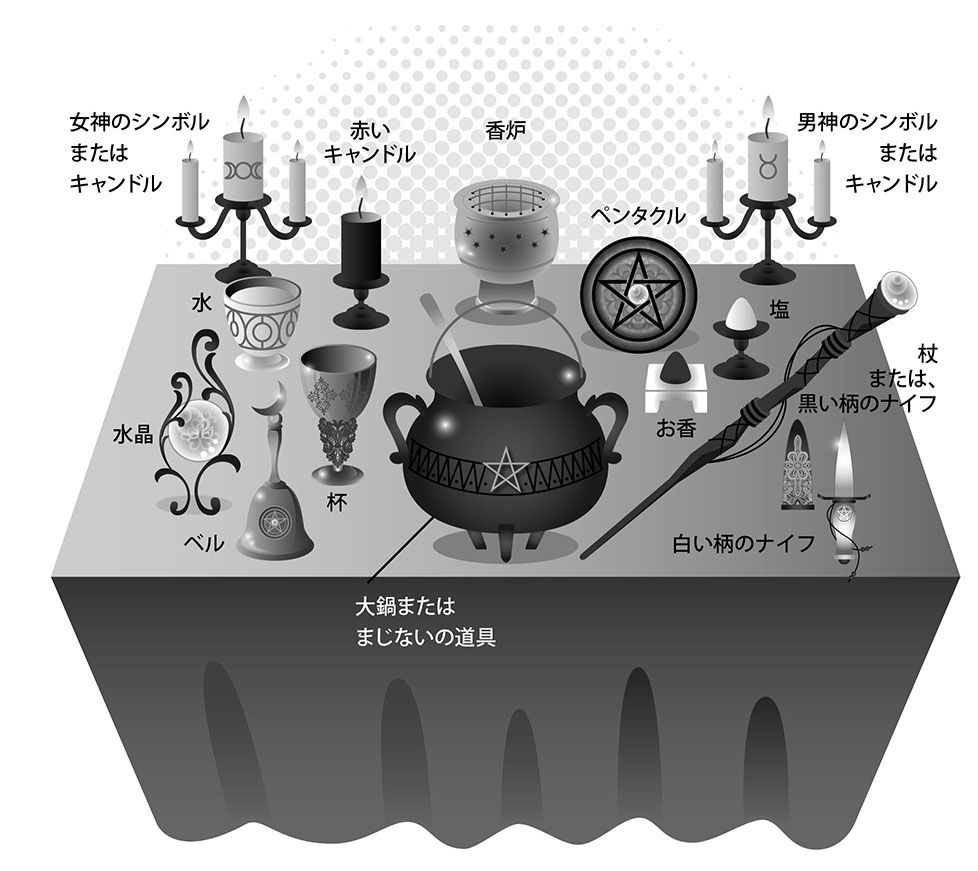 女神のシンボル
または
キャンドル
赤い
キャンドル
香炉
男神のシンボル
または
キャンドル
ペンタクル
水
塩
杖
または、
黒い柄のナイフ
水晶
お香
杯
ベル
白い柄のナイフ
大鍋または
まじないの道具